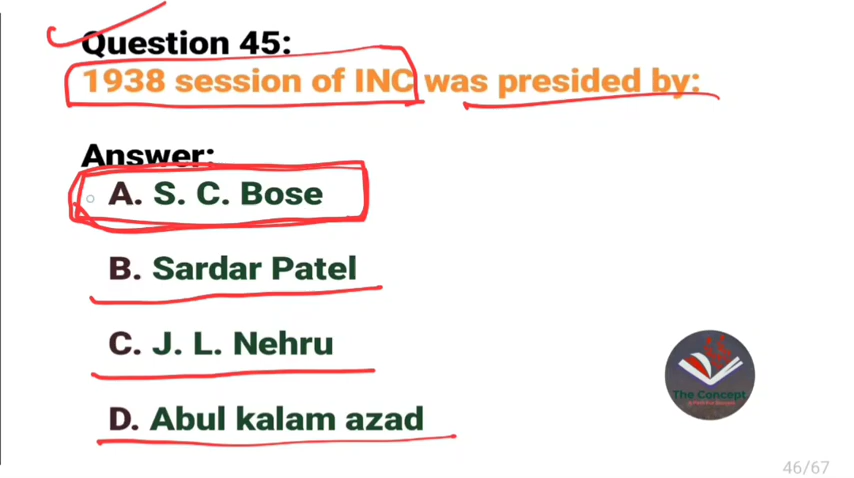 Question 45:
1938 session of INC was presided by:
Answer:
A. S. C. Bose
B. Sardar Patel
C. J. L. Nehru
D. Abul kalam azad
The Concept
46/67